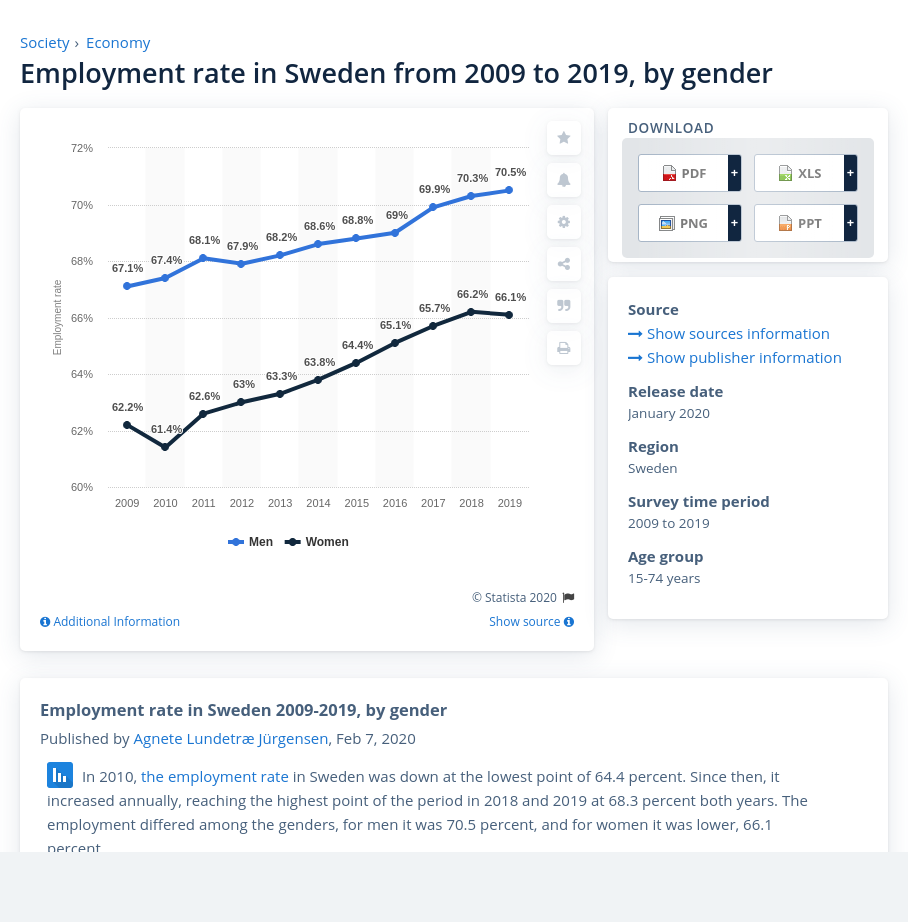 Society › Economy
Employment rate in Sweden from 2009 to 2019, by gender
72%
70%
68%
66%
64%
62%
60%
Employment rate
67.1%
67.4%
68.1%
67.9%
68.2%
68.6%
68.8%
69%
69.9%
70.3%
70.5%
62.2%
61.4%
62.6%
63%
63.3%
63.8%
64.4%
65.1%
65.7%
66.2%
66.1%
2009 2010 2011 2012 2013 2014 2015 2016 2017 2018 2019
Men Women
© Statista 2020
Additional Information Show source
DOWNLOAD
PDF + XLS +
PNG + PPT +
Source
Show sources information
Show publisher information
Release date
January 2020
Region
Sweden
Survey time period
2009 to 2019
Age group
15-74 years
Employment rate in Sweden 2009-2019, by gender
Published by Agnete Lundetræ Jürgensen, Feb 7, 2020
In 2010, the employment rate in Sweden was down at the lowest point of 64.4 percent. Since then, it
increased annually, reaching the highest point of the period in 2018 and 2019 at 68.3 percent both years. The
employment differed among the genders, for men it was 70.5 percent, and for women it was lower, 66.1
percent